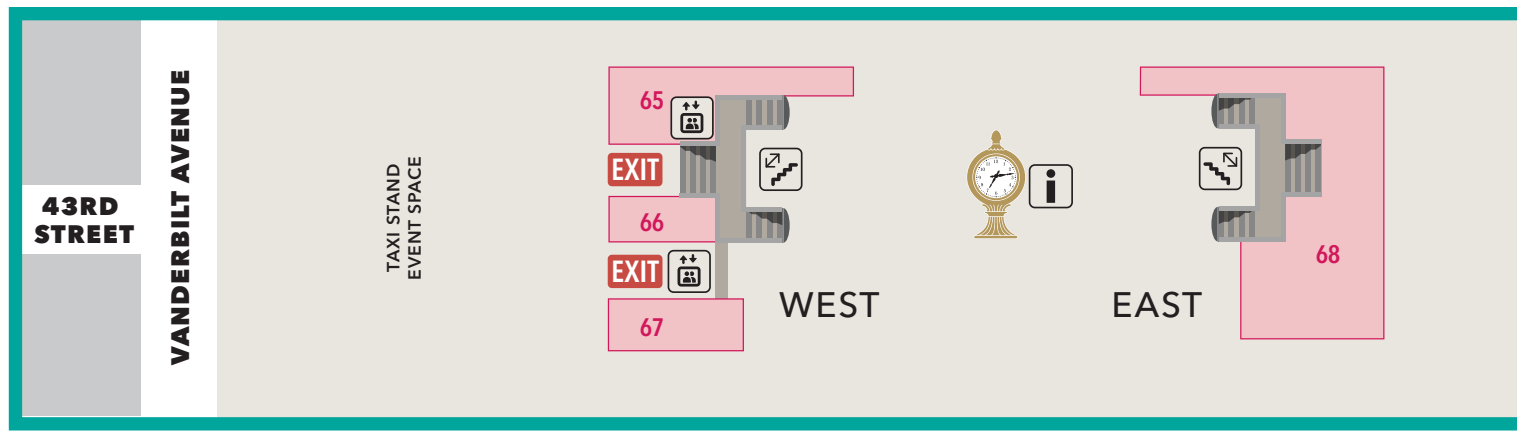 43RD
STREET
VANDERBILT AVENUE
TAXI STAND
EVENT SPACE
65
EXIT
66
EXIT
67
WEST
i
EAST
68